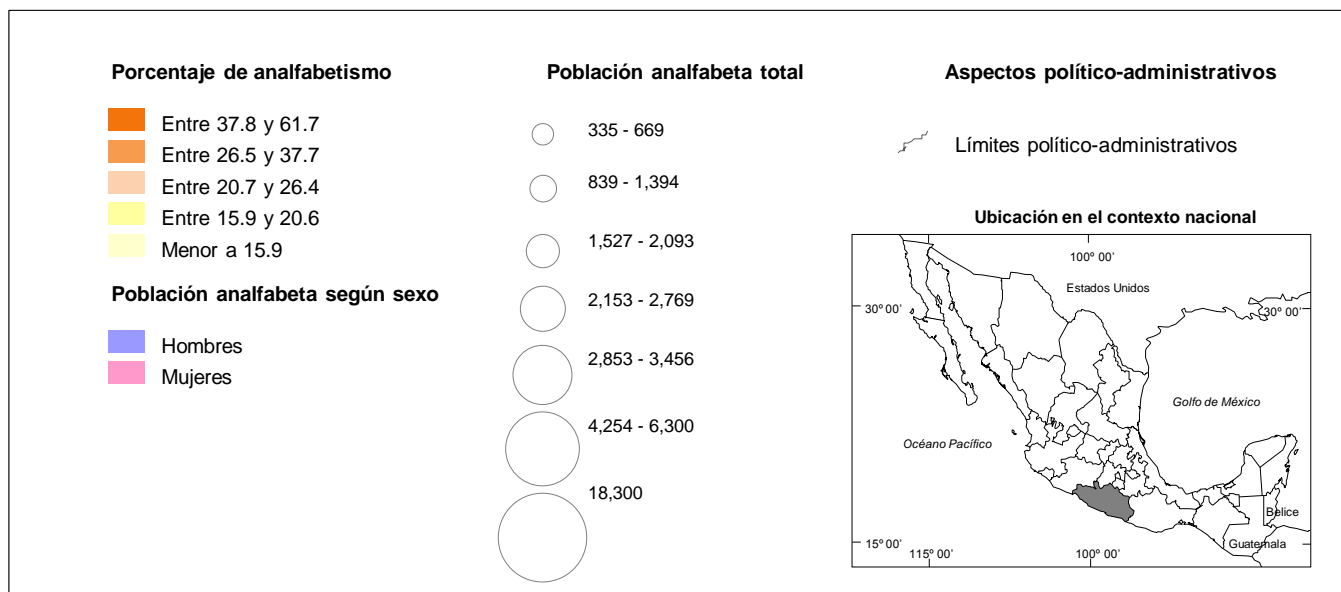 Porcentaje de analfabetismo
Entre 37.8 y 61.7
Entre 26.5 y 37.7
Entre 20.7 y 26.4
Entre 15.9 y 20.6
Menor a 15.9
Población analfabeta según sexo
Hombres
Mujeres
Población analfabeta total
335 - 669
839 - 1,394
1,527 - 2,093
2,153 - 2,769
2,853 - 3,456
4,254 - 6,300
18,300
Aspectos político-administrativos
Límites político-administrativos
Ubicación en el contexto nacional
100º 00'
Estados Unidos
30º 00'
30º 00'
Golfo de México
Océano Pacífico
Belice
Guatemala
15º 00'
115º 00'
100º 00'